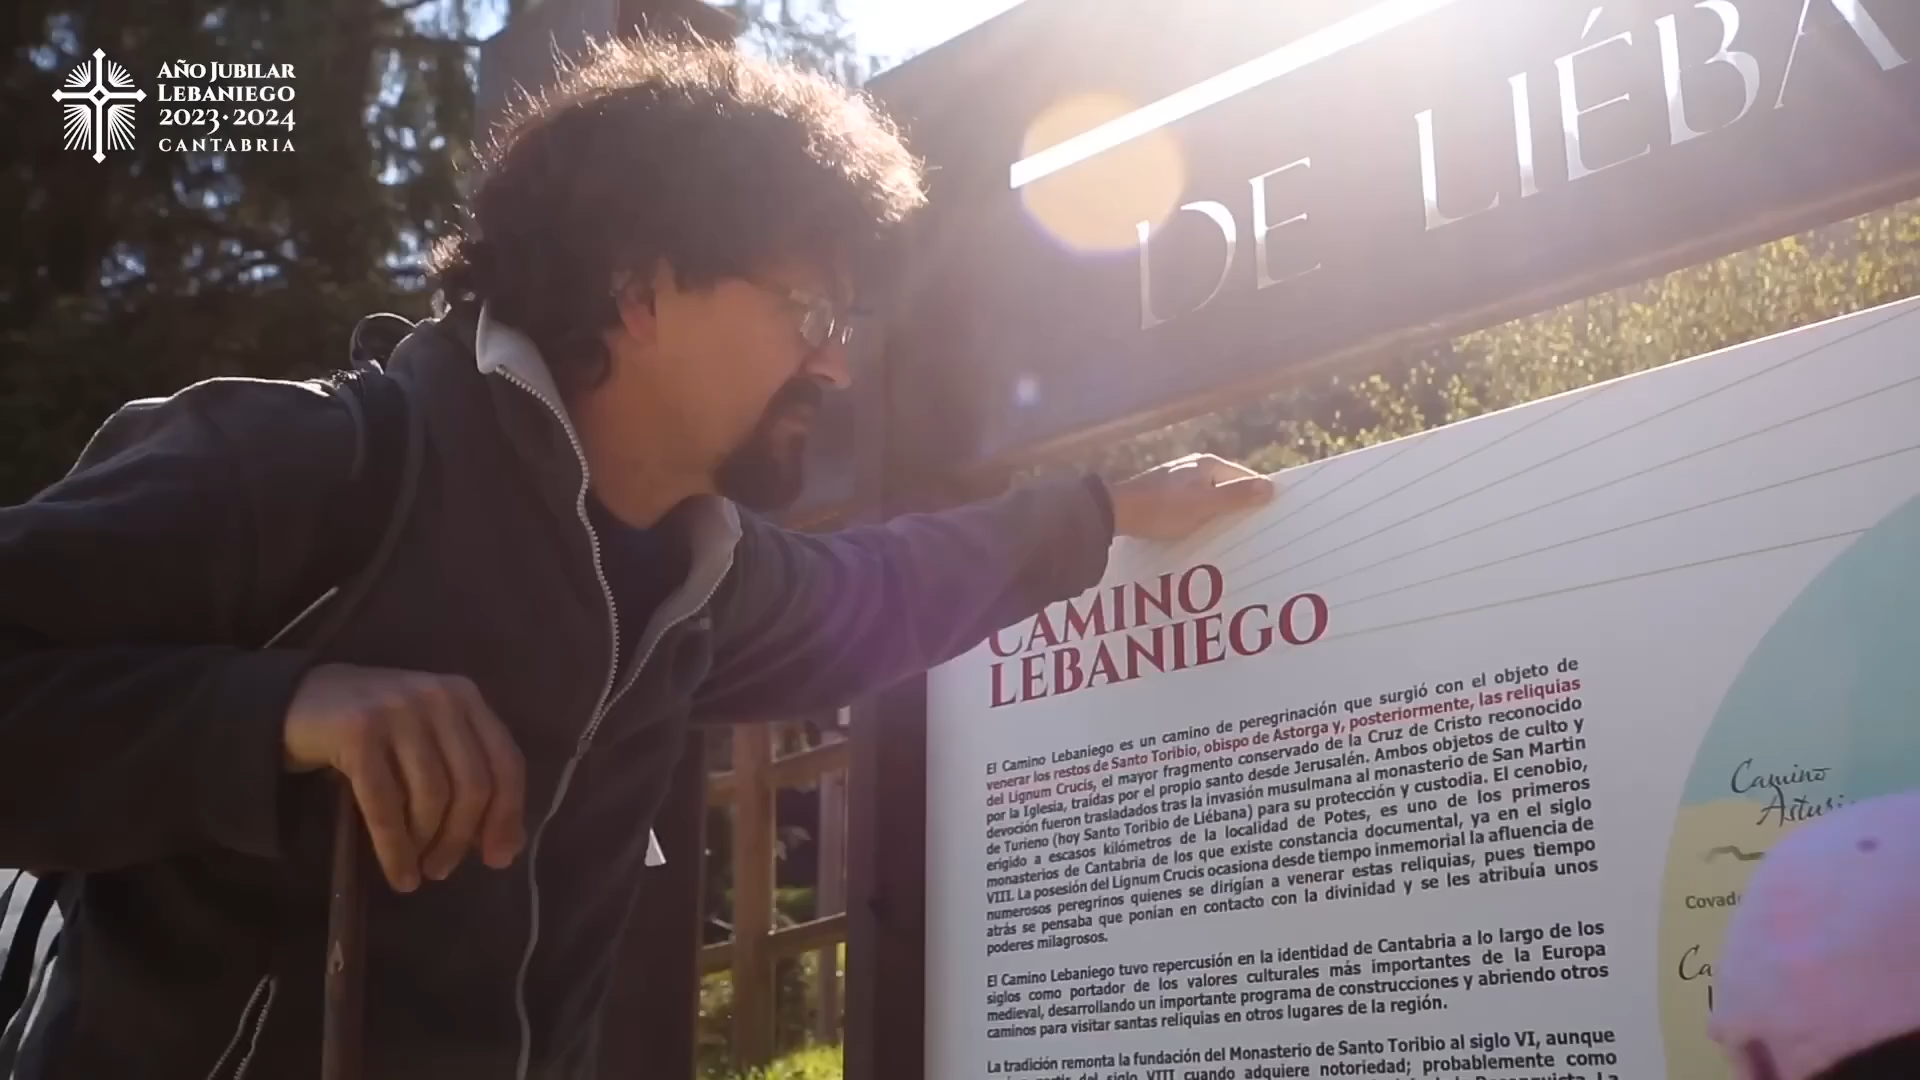 AÑO JUBILAR
LEBANIEGO
2023·2024
CANTABRIA
DE LIÉBA
CAMINO
LEBANIEGO
El Camino Lebaniego es un camino de peregrinación que surgió con el objeto de
venerar los restos de Santo Toribio, obispo de Astorga y, posteriormente, las reliquias
del Lignum Crucis, el mayor fragmento conservado de la Cruz de Cristo reconocido
por la Iglesia, traídas por el propio santo desde Jerusalén. Ambos objetos de culto y
devoción fueron trasladados tras la invasión musulmana al monasterio de San Martín
de Turieno (hoy Santo Toribio de Liébana) para su protección y custodia. El cenobio,
erigido a escasos kilómetros de la localidad de Potes, es uno de los primeros
monasterios de Cantabria de los que existe constancia documental, ya en el siglo
VIII. La posesión del Lignum Crucis ocasiona desde tiempo inmemorial la afluencia de
numerosos peregrinos quienes se dirigían a venerar estas reliquias, pues tiempo
atrás se pensaba que ponían en contacto con la divinidad y se les atribuía unos
poderes milagrosos.
El Camino Lebaniego tuvo repercusión en la identidad de Cantabria a lo largo de los
siglos como portador de los valores culturales más importantes de la Europa
medieval, desarrollando un importante programa de construcciones y abriendo otros
caminos para visitar santas reliquias en otros lugares de la región.
La tradición remonta la fundación del Monasterio de Santo Toribio al siglo VI, aunque
del siglo VIII cuando adquiere notoriedad; probablemente como
Camino
Astu
Covad
Ca